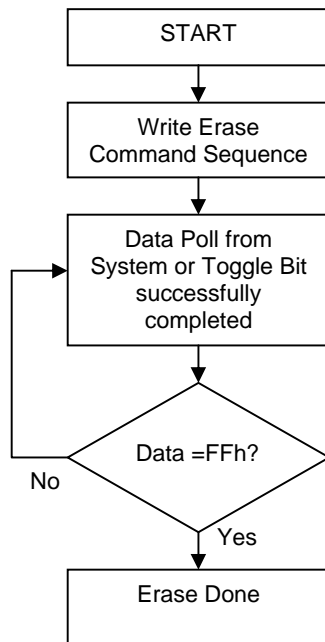 START
Write Erase
Command Sequence
Data Poll from
System or Toggle Bit
successfully
completed
Data =FFh?
No
Yes
Erase Done